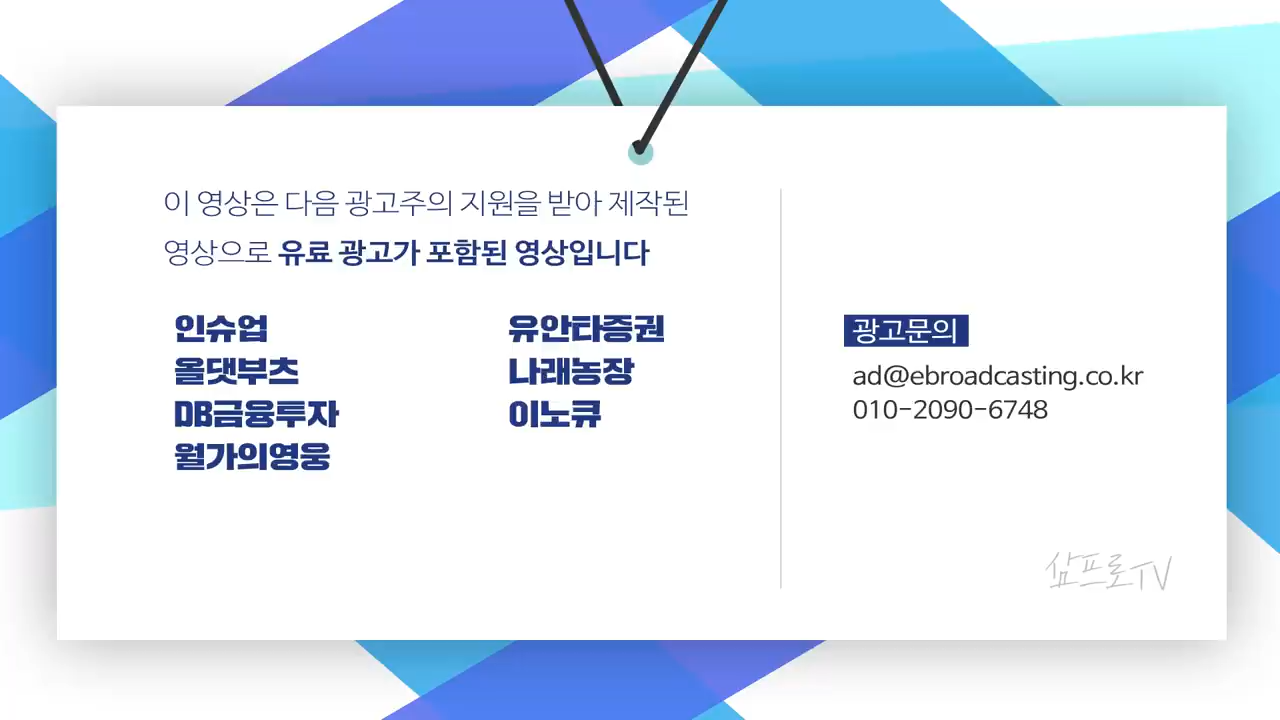 이 영상은 다음 광고주의 지원을 받아 제작된
영상으로 유료 광고가 포함된 영상입니다
인슈업
올댓부츠
DB금융투자
월가의영웅
유안타증권
나래농장
이노큐
광고문의
ad@ebroadcasting.co.kr
010-2090-6748
삼프로TV